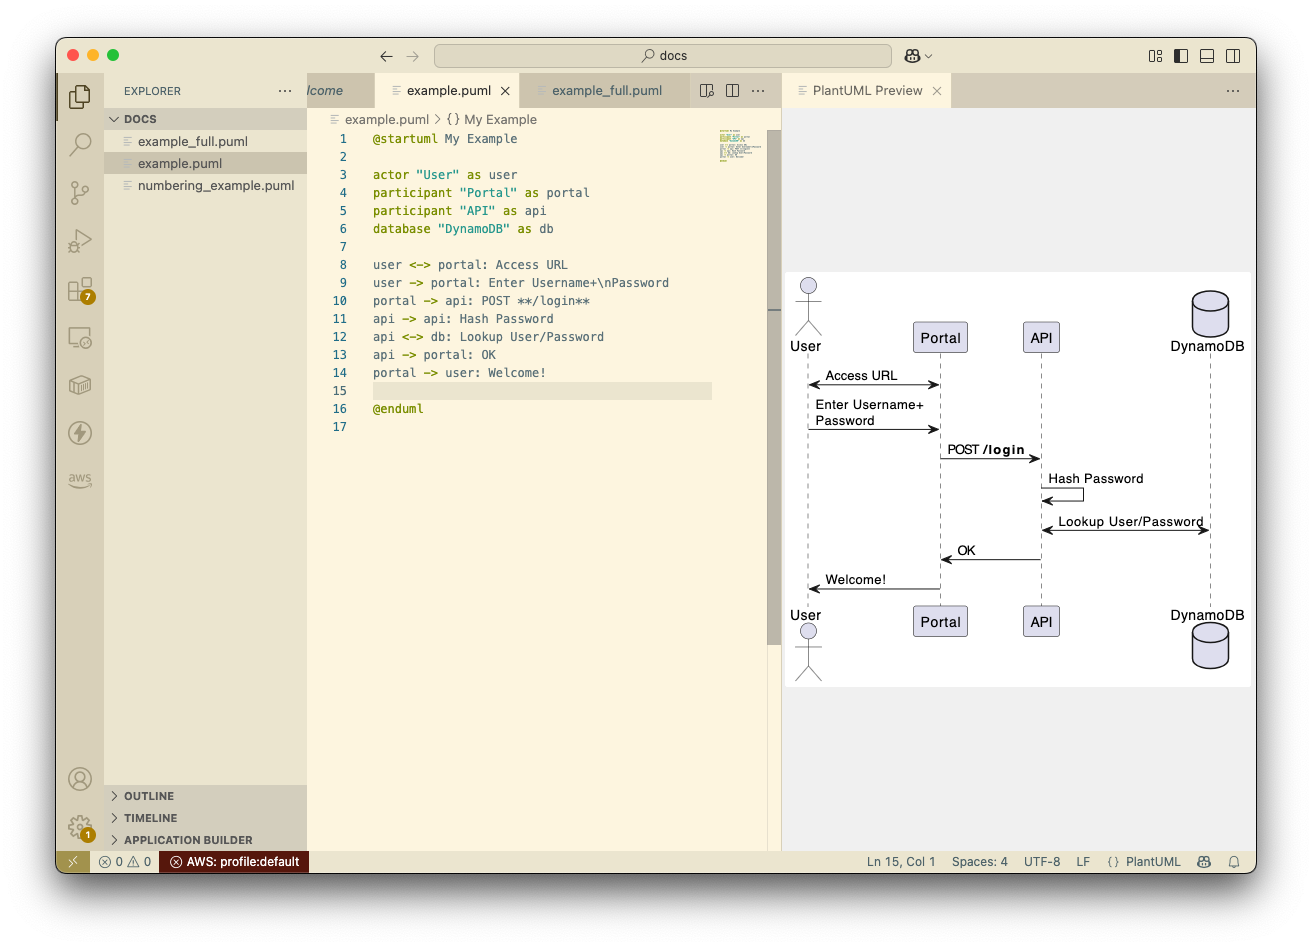 docs
EXPLORER
lcome
example.puml
example_full.puml
PlantUML Preview
DOCS
example_full.puml
example.puml
numbering_example.puml
example.puml > {} My Example
1 @startuml My Example
2
3 actor "User" as user
4 participant "Portal" as portal
5 participant "API" as api
6 database "DynamoDB" as db
7
8 user <-> portal: Access URL
9 user -> portal: Enter Username+\nPassword
10 portal -> api: POST **/login**
11 api -> api: Hash Password
12 api <-> db: Lookup User/Password
13 api -> portal: OK
14 portal -> user: Welcome!
15
16 @enduml
17
User
Portal
API
DynamoDB
Access URL
Enter Username+
Password
POST /login
Hash Password
Lookup User/Password
OK
Welcome!
User
Portal
API
DynamoDB
7
aws
1
OUTLINE
TIMELINE
APPLICATION BUILDER
0 0
AWS: profile:default
Ln 15, Col 1
Spaces: 4
UTF-8
LF
{} PlantUML